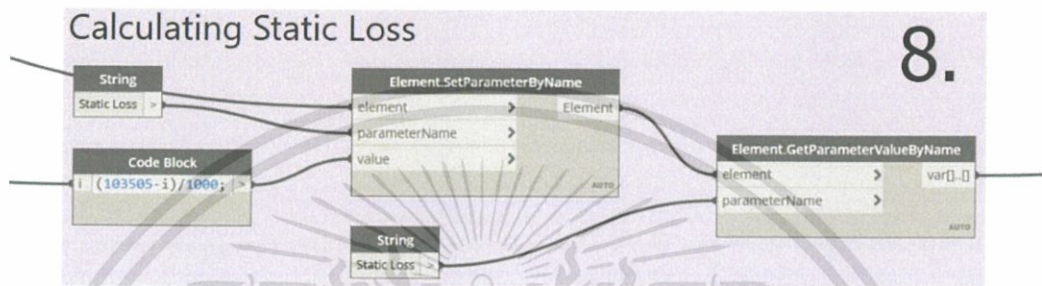 Calculating Static Loss
8.
String
Static Loss >
Element.SetParameterByName
element > Element
parameterName >
value >
AUTO
Code Block
i (103505-i)/1000; >
Element.GetParameterValueByName
element > var[]..[]
parameterName >
AUTO
String
Static Loss >